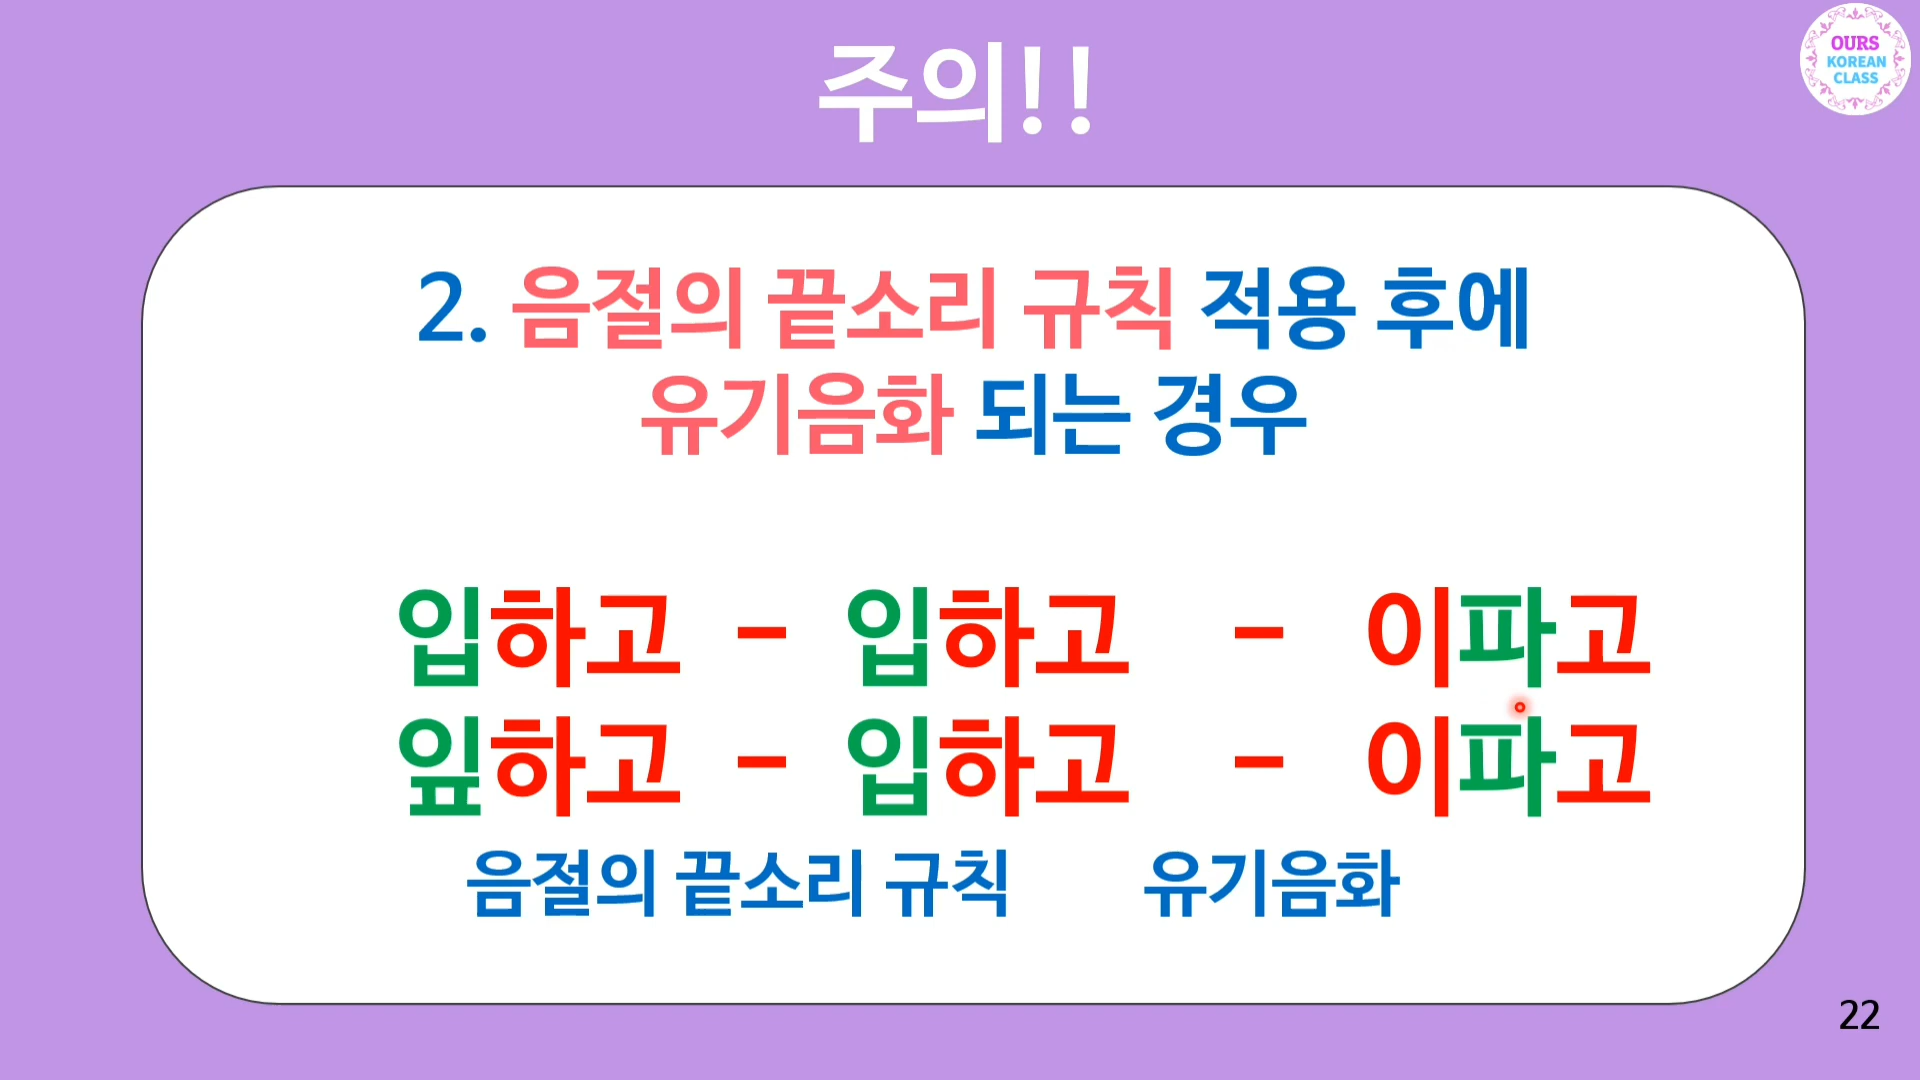 주의!!
OURS
KOREAN
CLASS
2. 음절의 끝소리 규칙 적용 후에
유기음화 되는 경우
입하고 - 입하고 - 이파고
잎하고 - 입하고 - 이파고
음절의 끝소리 규칙 유기음화
22